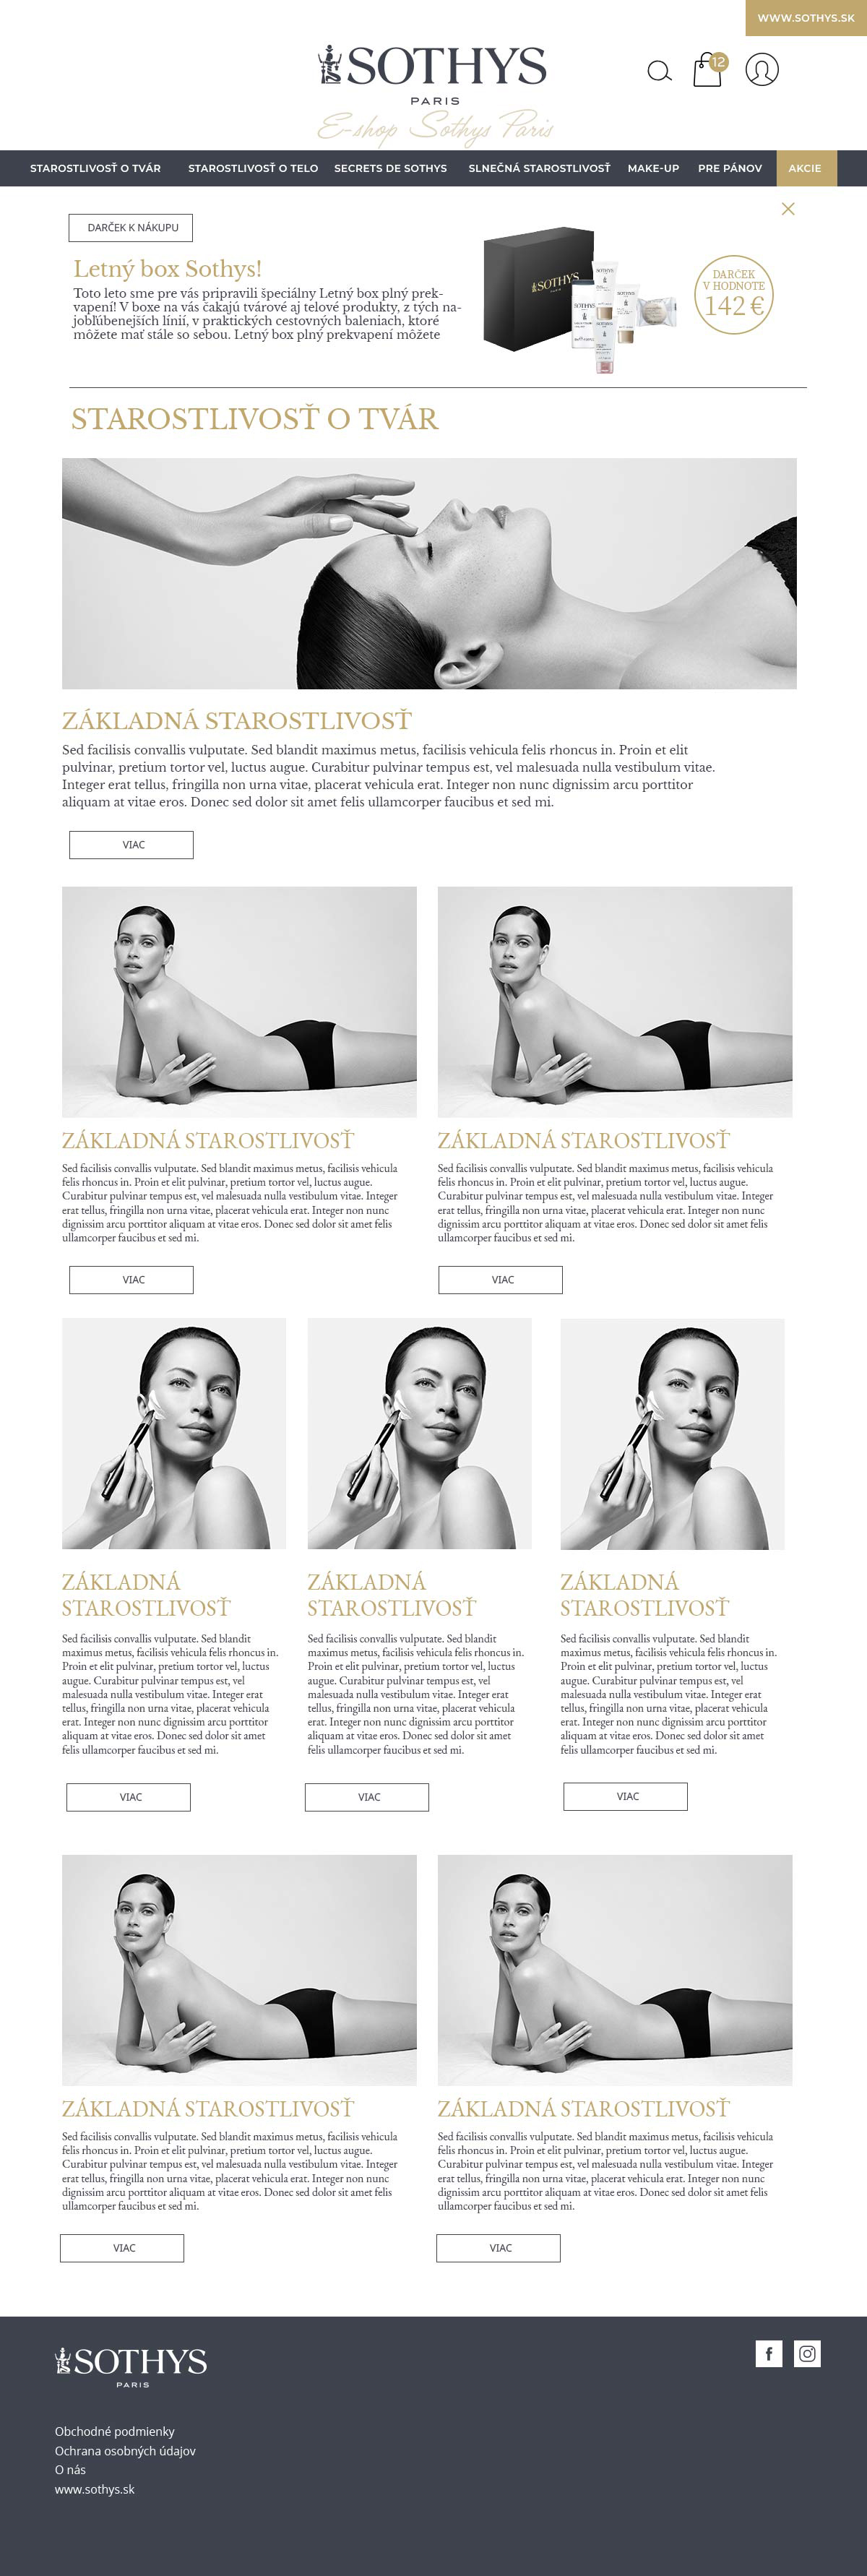 WWW.SOTHYS.SK
SOTHYS
PARIS
E-shop Sothys Paris
12
STAROSTLIVOSŤ O TVÁR STAROSTLIVOSŤ O TELO SECRETS DE SOTHYS SLNEČNÁ STAROSTLIVOSŤ MAKE-UP PRE PÁNOV AKCIE
DARČEK K NÁKUPU
Letný box Sothys!
Toto leto sme pre vás pripravili špeciálny Letný box plný prek-
vapení! V boxe na vás čakajú tvárové aj telové produkty, z tých na-
jobľúbenejších línií, v praktických cestovných baleniach, ktoré
môžete mať stále so sebou. Letný box plný prekvapení môžete
SOTHYS
SOTHYS
SOTHYS
SOTHYS
SOTHYS
DARČEK
V HODNOTE
142 €
STAROSTLIVOSŤ O TVÁR
ZÁKLADNÁ STAROSTLIVOSŤ
Sed facilisis convallis vulputate. Sed blandit maximus metus, facilisis vehicula felis rhoncus in. Proin et elit
pulvinar, pretium tortor vel, luctus augue. Curabitur pulvinar tempus est, vel malesuada nulla vestibulum vitae.
Integer erat tellus, fringilla non urna vitae, placerat vehicula erat. Integer non nunc dignissim arcu porttitor
aliquam at vitae eros. Donec sed dolor sit amet felis ullamcorper faucibus et sed mi.
VIAC
ZÁKLADNÁ STAROSTLIVOSŤ
Sed facilisis convallis vulputate. Sed blandit maximus metus, facilisis vehicula
felis rhoncus in. Proin et elit pulvinar, pretium tortor vel, luctus augue.
Curabitur pulvinar tempus est, vel malesuada nulla vestibulum vitae. Integer
erat tellus, fringilla non urna vitae, placerat vehicula erat. Integer non nunc
dignissim arcu porttitor aliquam at vitae eros. Donec sed dolor sit amet felis
ullamcorper faucibus et sed mi.
VIAC
ZÁKLADNÁ STAROSTLIVOSŤ
Sed facilisis convallis vulputate. Sed blandit maximus metus, facilisis vehicula
felis rhoncus in. Proin et elit pulvinar, pretium tortor vel, luctus augue.
Curabitur pulvinar tempus est, vel malesuada nulla vestibulum vitae. Integer
erat tellus, fringilla non urna vitae, placerat vehicula erat. Integer non nunc
dignissim arcu porttitor aliquam at vitae eros. Donec sed dolor sit amet felis
ullamcorper faucibus et sed mi.
VIAC
ZÁKLADNÁ
STAROSTLIVOSŤ
Sed facilisis convallis vulputate. Sed blandit
maximus metus, facilisis vehicula felis rhoncus in.
Proin et elit pulvinar, pretium tortor vel, luctus
augue. Curabitur pulvinar tempus est, vel
malesuada nulla vestibulum vitae. Integer erat
tellus, fringilla non urna vitae, placerat vehicula
erat. Integer non nunc dignissim arcu porttitor
aliquam at vitae eros. Donec sed dolor sit amet
felis ullamcorper faucibus et sed mi.
VIAC
ZÁKLADNÁ
STAROSTLIVOSŤ
Sed facilisis convallis vulputate. Sed blandit
maximus metus, facilisis vehicula felis rhoncus in.
Proin et elit pulvinar, pretium tortor vel, luctus
augue. Curabitur pulvinar tempus est, vel
malesuada nulla vestibulum vitae. Integer erat
tellus, fringilla non urna vitae, placerat vehicula
erat. Integer non nunc dignissim arcu porttitor
aliquam at vitae eros. Donec sed dolor sit amet
felis ullamcorper faucibus et sed mi.
VIAC
ZÁKLADNÁ
STAROSTLIVOSŤ
Sed facilisis convallis vulputate. Sed blandit
maximus metus, facilisis vehicula felis rhoncus in.
Proin et elit pulvinar, pretium tortor vel, luctus
augue. Curabitur pulvinar tempus est, vel
malesuada nulla vestibulum vitae. Integer erat
tellus, fringilla non urna vitae, placerat vehicula
erat. Integer non nunc dignissim arcu porttitor
aliquam at vitae eros. Donec sed dolor sit amet
felis ullamcorper faucibus et sed mi.
VIAC
ZÁKLADNÁ STAROSTLIVOSŤ
Sed facilisis convallis vulputate. Sed blandit maximus metus, facilisis vehicula
felis rhoncus in. Proin et elit pulvinar, pretium tortor vel, luctus augue.
Curabitur pulvinar tempus est, vel malesuada nulla vestibulum vitae. Integer
erat tellus, fringilla non urna vitae, placerat vehicula erat. Integer non nunc
dignissim arcu porttitor aliquam at vitae eros. Donec sed dolor sit amet felis
ullamcorper faucibus et sed mi.
VIAC
ZÁKLADNÁ STAROSTLIVOSŤ
Sed facilisis convallis vulputate. Sed blandit maximus metus, facilisis vehicula
felis rhoncus in. Proin et elit pulvinar, pretium tortor vel, luctus augue.
Curabitur pulvinar tempus est, vel malesuada nulla vestibulum vitae. Integer
erat tellus, fringilla non urna vitae, placerat vehicula erat. Integer non nunc
dignissim arcu porttitor aliquam at vitae eros. Donec sed dolor sit amet felis
ullamcorper faucibus et sed mi.
VIAC
SOTHYS
PARIS
Obchodné podmienky
Ochrana osobných údajov
O nás
www.sothys.sk